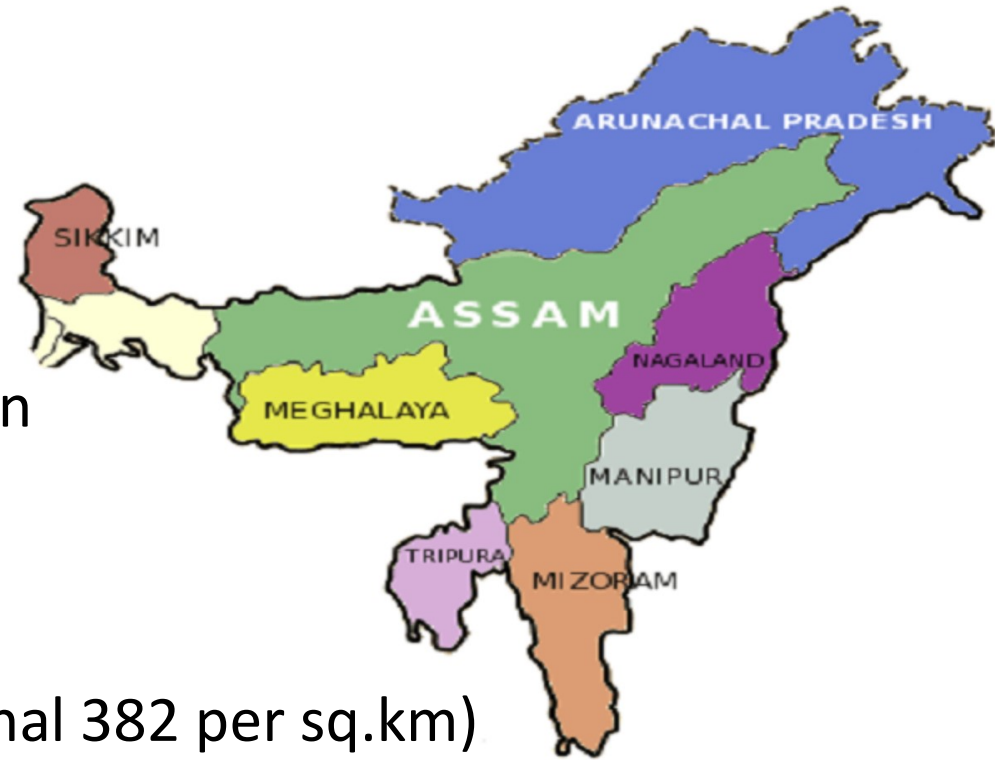 ARUNACHAL PRADESH
SIKKIM
ASSAM
NAGALAND
n
MEGHALAYA
MANIPUR
TRIPURA
MIZORAM
nal 382 per sq.km)